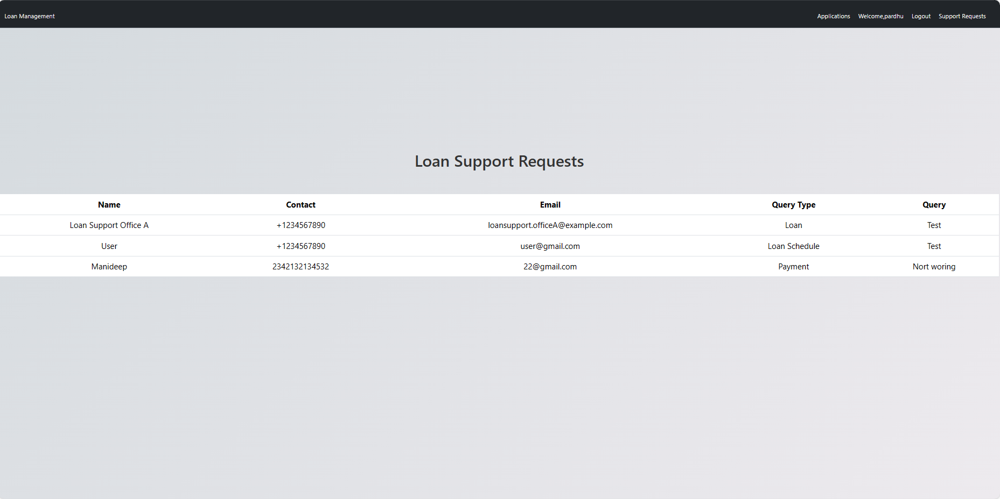 Loan Management Applications Welcome,pardhu Logout Support Requests
Loan Support Requests
Name Contact Email Query Type Query
Loan Support Office A +1234567890 loansupport.officeA@example.com Loan Test
User +1234567890 user@gmail.com Loan Schedule Test
Manideep 2342132134532 22@gmail.com Payment Nort woring